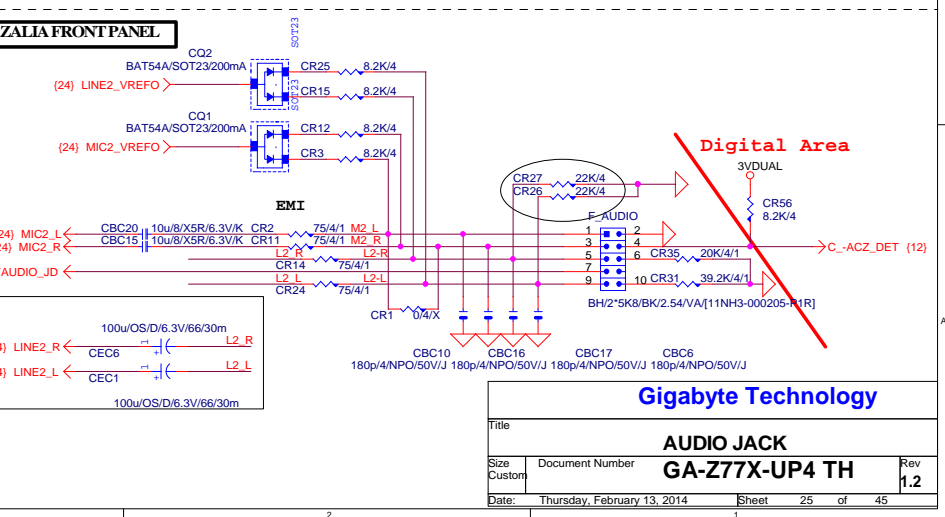 ZALIA FRONT PANEL
SOT23
CQ2
BAT54A/SOT23/200mA
{24} LINE2_VREFO
CR25 8.2K/4
SOT23
CR15 8.2K/4
CQ1
BAT54A/SOT23/200mA
{24} MIC2_VREFO
CR12 8.2K/4
CR3 8.2K/4
Digital Area
3VDUAL
CR27 22K/4
CR26 22K/4
CR56
8.2K/4
EMI
F_AUDIO
24} MIC2_L CBC20 10u/8/X5R/6.3V/K CR2 75/4/1 M2_L 1 2
24} MIC2_R CBC15 10u/8/X5R/6.3V/K CR11 75/4/1 M2_R 3 4
C_-ACZ_DET {12}
L2_R L2-R 5 6 CR35 20K/4/1
AUDIO_JD CR14 75/4/1 7
L2_L L2-L 9 10 CR31 39.2K/4/1
CR24 75/4/1
BH/2*5K8/BK/2.54/VA/[11NH3-000205-R1R]
CR1 0/4/X
100u/OS/D/6.3V/66/30m
4} LINE2_R 1 + L2_R
CEC6
4} LINE2_L 1 + L2_L
CEC1
100u/OS/D/6.3V/66/30m
CBC10 CBC16 CBC17 CBC6
180p/4/NPO/50V/J 180p/4/NPO/50V/J 180p/4/NPO/50V/J 180p/4/NPO/50V/J
A
Gigabyte Technology
Title
AUDIO JACK
Size Document Number Rev
Custom GA-Z77X-UP4 TH 1.2
Date: Thursday, February 13, 2014 Sheet 25 of 45
2 1